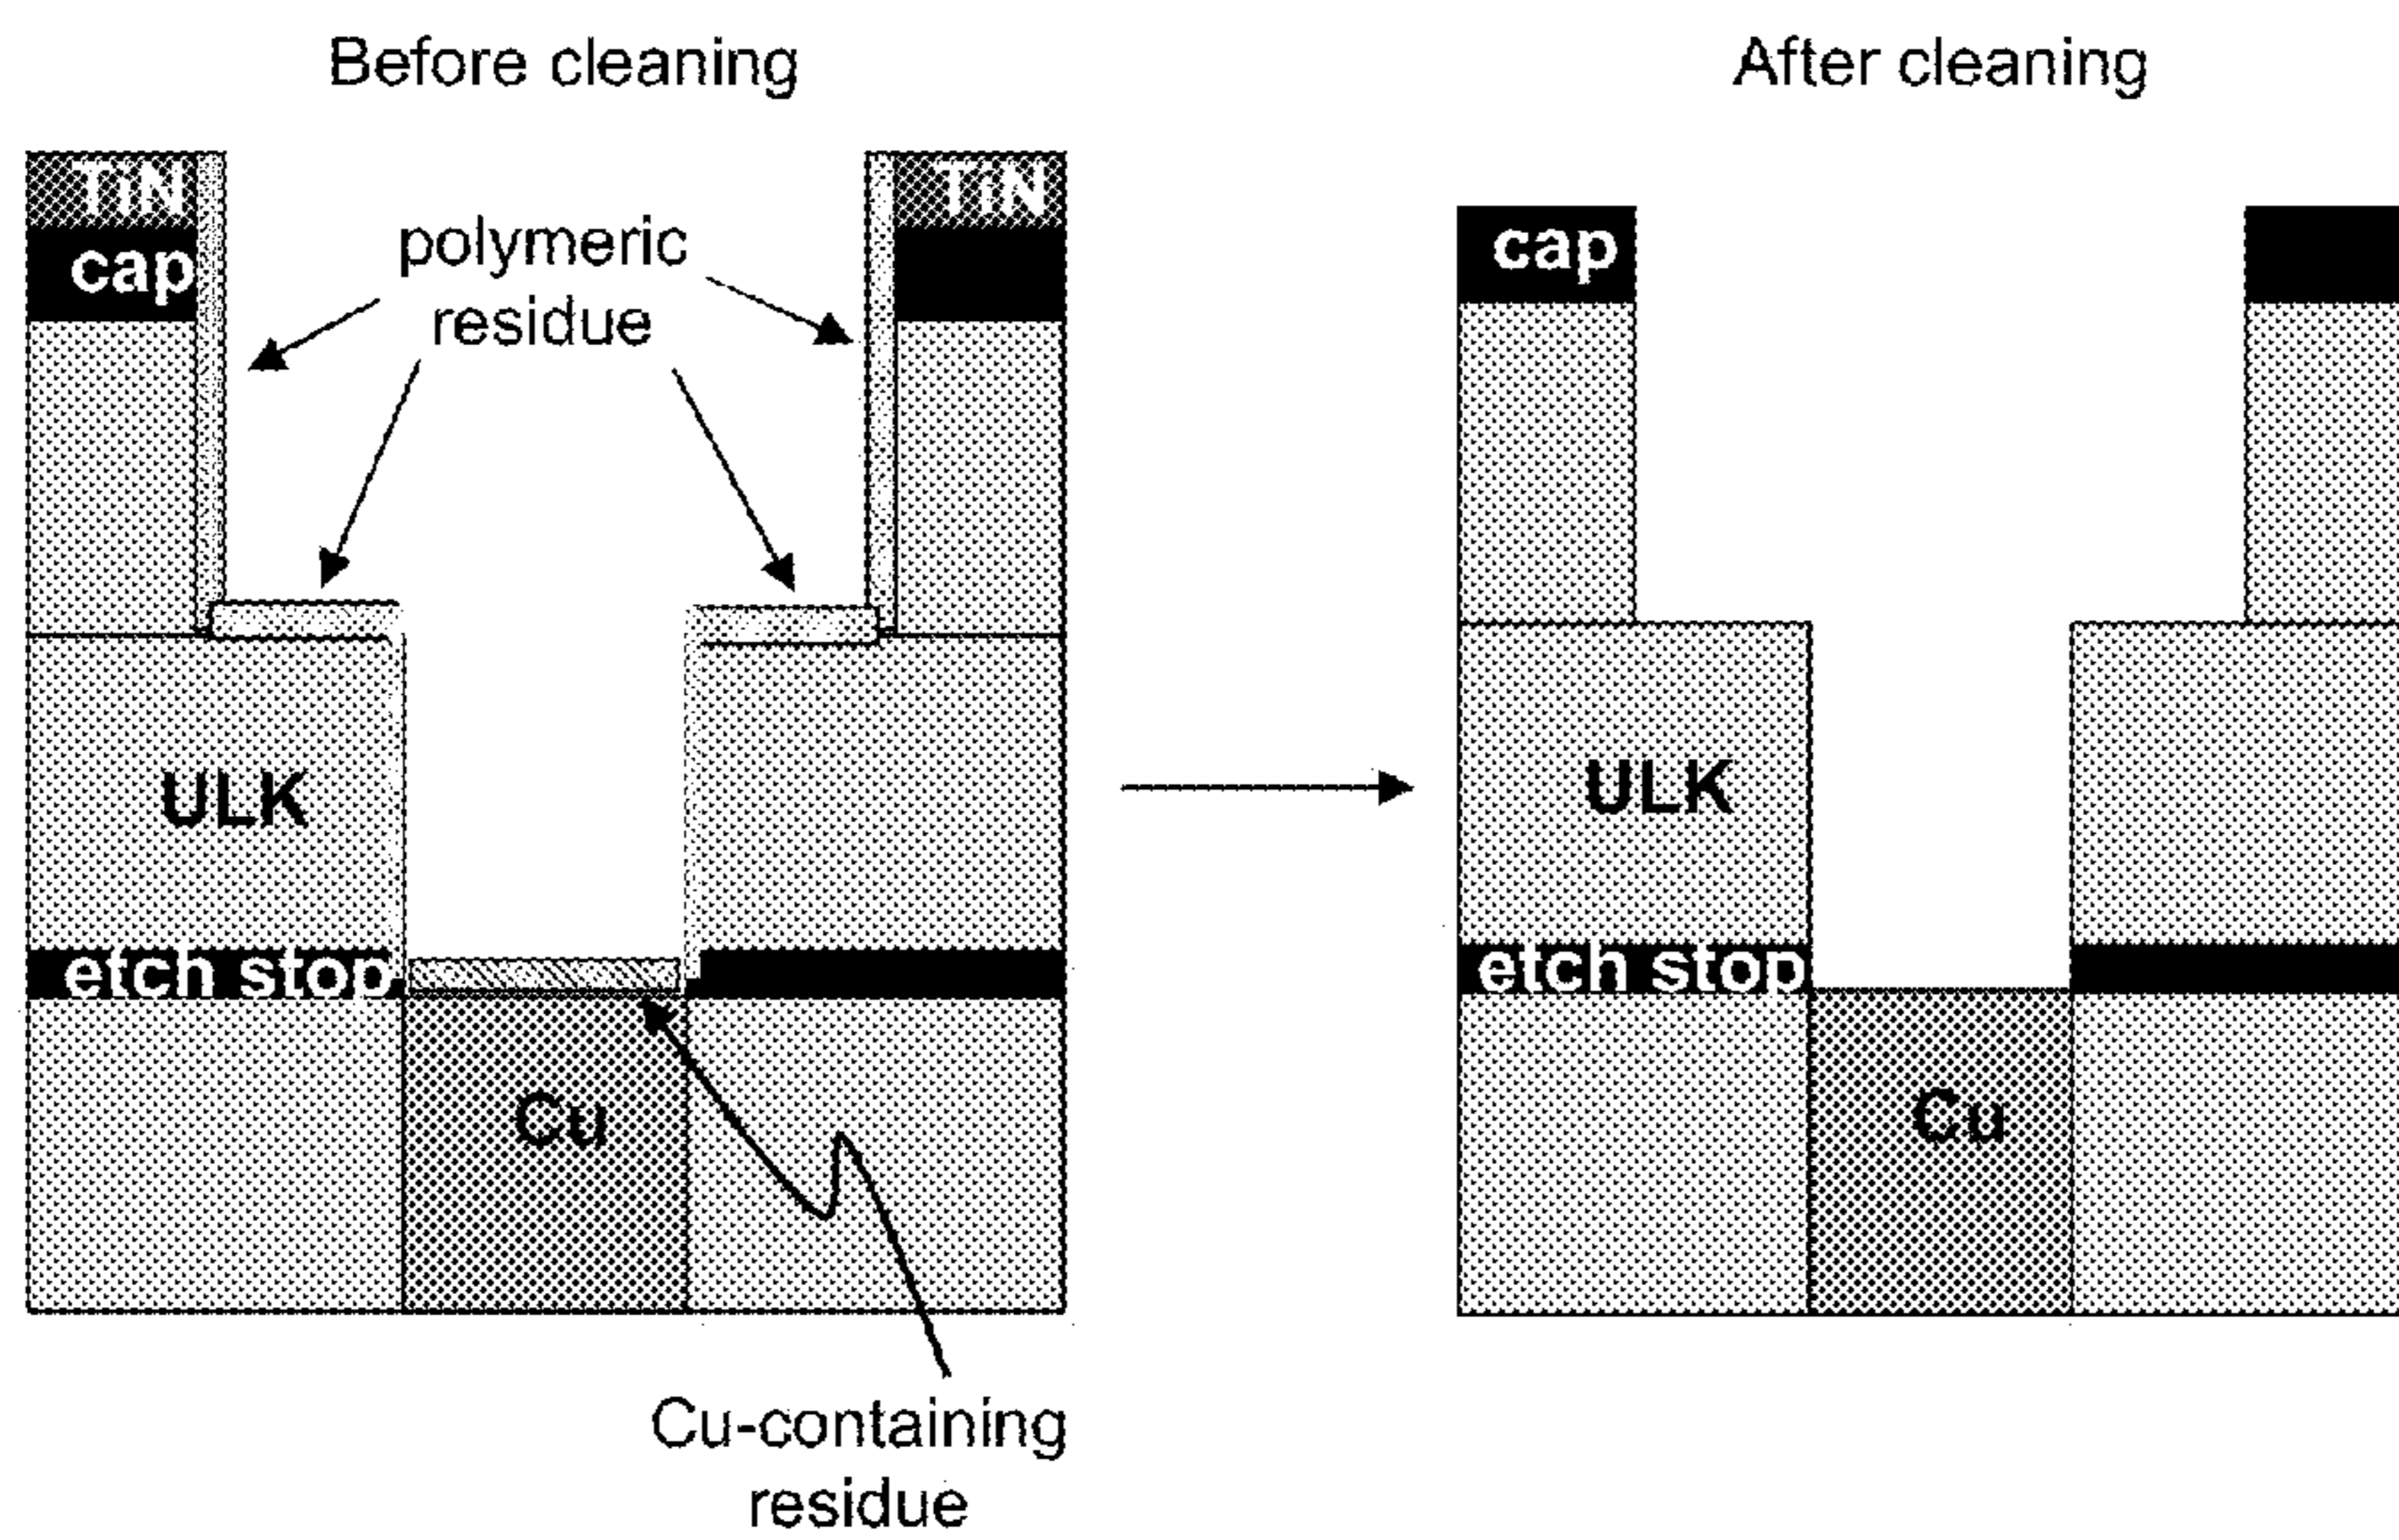 Before cleaning
After cleaning
TiN
TiN
polymeric
residue
cap
cap
ULK
ULK
etch stop
etch stop
Cu
Cu
Cu-containing
residue